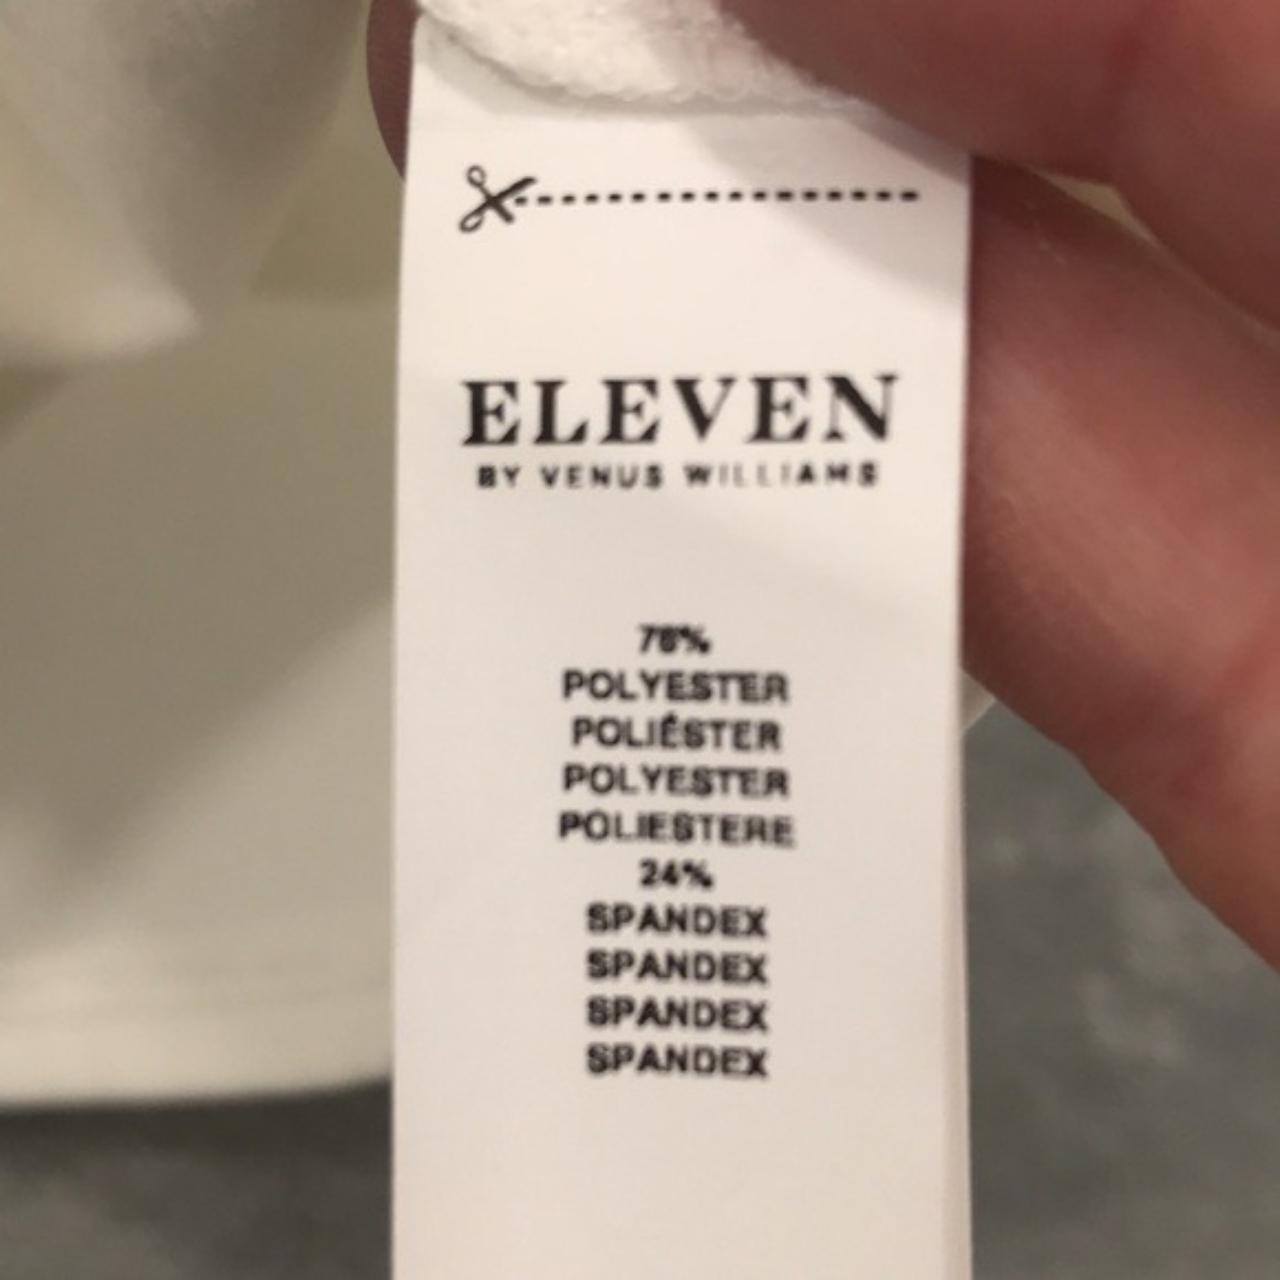 ELEVEN
BY VENUS WILLIAMS
76%
POLYESTER
POLIÉSTER
POLYESTER
POLIESTERE
24%
SPANDEX
SPANDEX
SPANDEX
SPANDEX